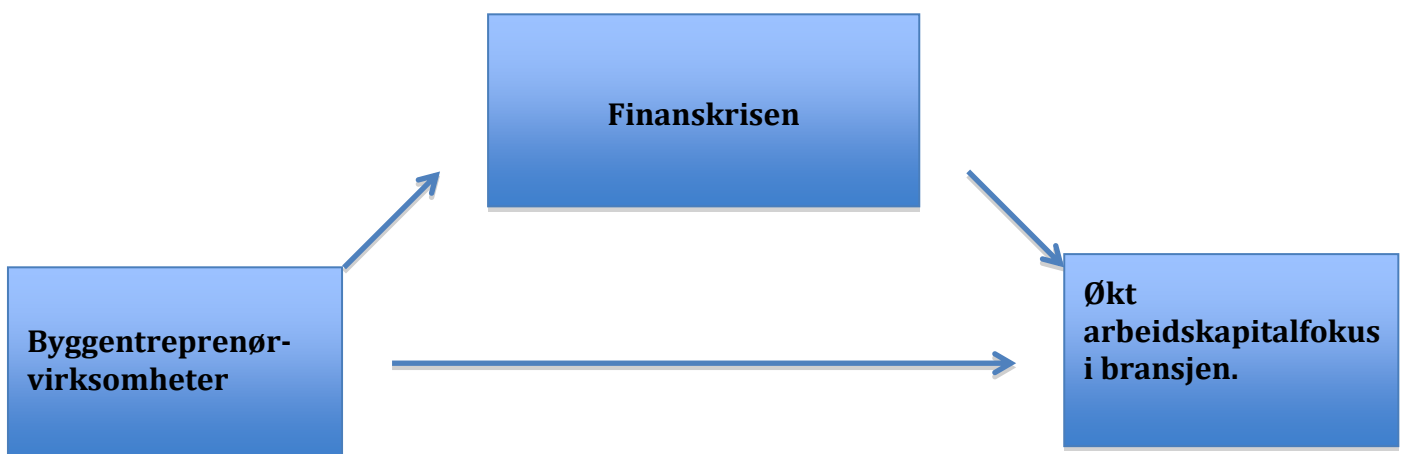 Finanskrisen
Byggentreprenør-
virksomheter
Økt
arbeidskapitalfokus
i bransjen.